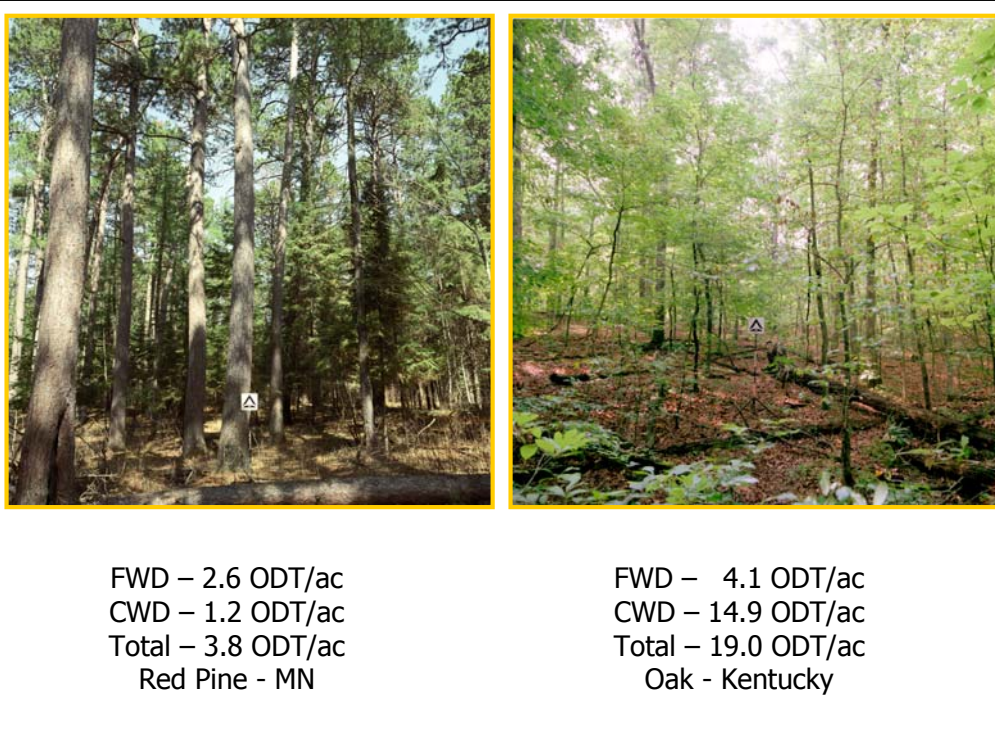 FWD – 2.6 ODT/ac
CWD – 1.2 ODT/ac
Total – 3.8 ODT/ac
Red Pine - MN
FWD –   4.1 ODT/ac
CWD – 14.9 ODT/ac
Total – 19.0 ODT/ac
Oak - Kentucky